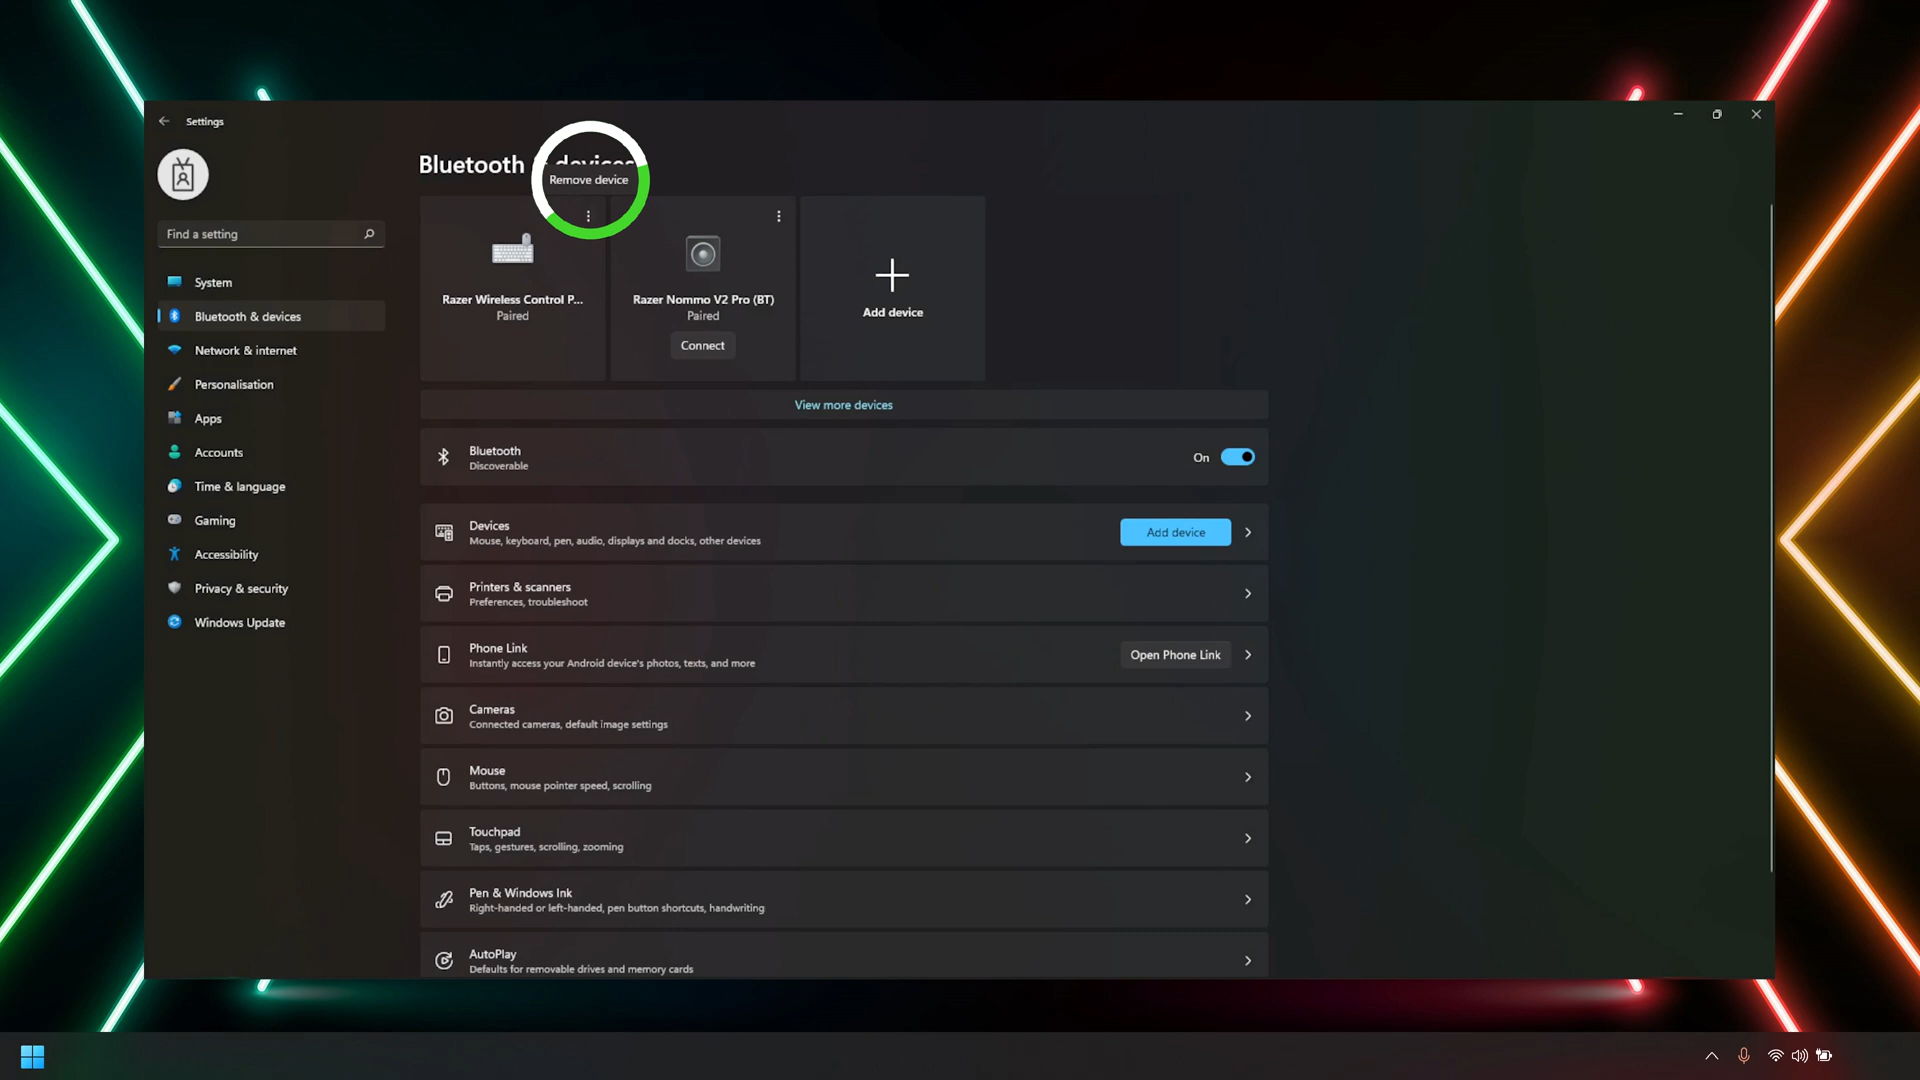 Settings
Bluetooth & devices
Remove device
Find a setting
System
Bluetooth & devices
Network & internet
Personalisation
Apps
Accounts
Time & language
Gaming
Accessibility
Privacy & security
Windows Update
Razer Wireless Control P...
Paired
Razer Nommo V2 Pro (BT)
Paired
Connect
Add device
View more devices
Bluetooth
Discoverable
On
Devices
Mouse, keyboard, pen, audio, displays and docks, other devices
Add device
Printers & scanners
Preferences, troubleshoot
Phone Link
Instantly access your Android device's photos, texts, and more
Open Phone Link
Cameras
Connected cameras, default image settings
Mouse
Buttons, mouse pointer speed, scrolling
Touchpad
Taps, gestures, scrolling, zooming
Pen & Windows Ink
Right-handed or left-handed, pen button shortcuts, handwriting
AutoPlay
Defaults for removable drives and memory cards